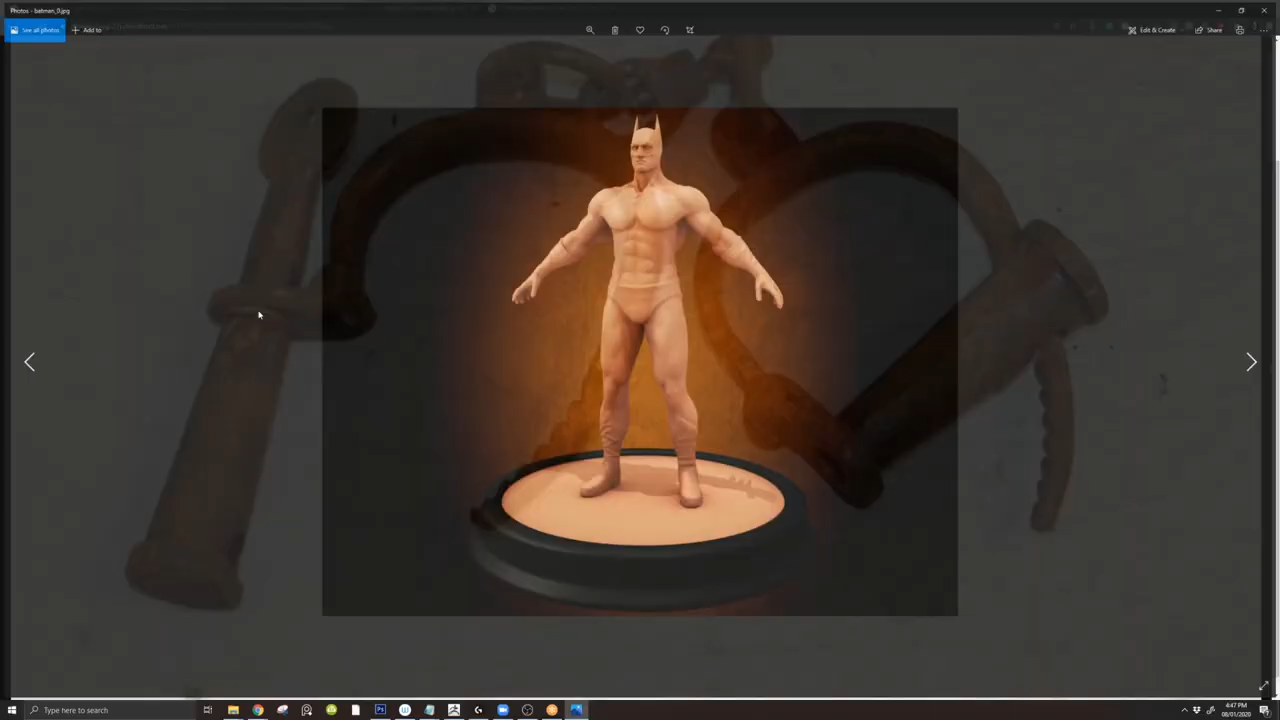 Photos - batman_0.jpg
See all photos
Add to
Edit & Create
Share
Type here to search
4:47 PM
08/01/2020